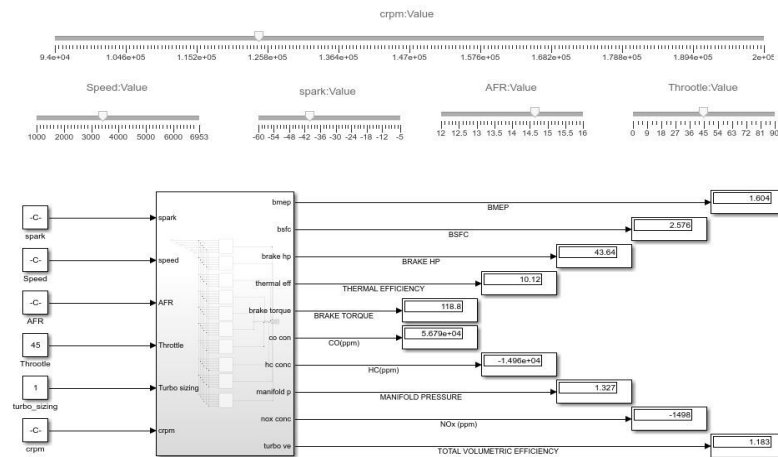 crpm:Value
9.4e+04 1.046e+05 1.152e+05 1.258e+05 1.364e+05 1.47e+05 1.576e+05 1.682e+05 1.788e+05 1.894e+05 2e+05
Speed:Value spark:Value AFR:Value Throotle:Value
1000 2000 3000 4000 5000 6000 6953 -60 -54 -48 -42 -36 -30 -24 -18 -12 -5 12 12.5 13 13.5 14 14.5 15 15.5 16 0 9 18 27 36 45 54 63 72 81 90
bmep BMEP 1.604
-C- spark spark
bsfc BSFC 2.576
brake hp BRAKE HP 43.64
-C- Speed speed
thermal eff THERMAL EFFICIENCY 10.12
-C- AFR AFR
brake torque BRAKE TORQUE 118.8
co con CO(ppm) 5.679e+04
45 Throotle Throttle
hc conc HC(ppm) -1.496e+04
1 turbo_sizing Turbo sizing
manifold p MANIFOLD PRESSURE 1.327
nox conc NOx (ppm) -1498
-C- crpm crpm
turbo ve TOTAL VOLUMETRIC EFFICIENCY 1.183